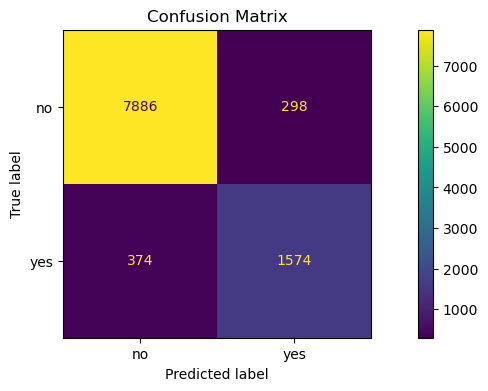 Confusion Matrix
True label
no
7886
298
yes
374
1574
no
yes
Predicted label
7000
6000
5000
4000
3000
2000
1000